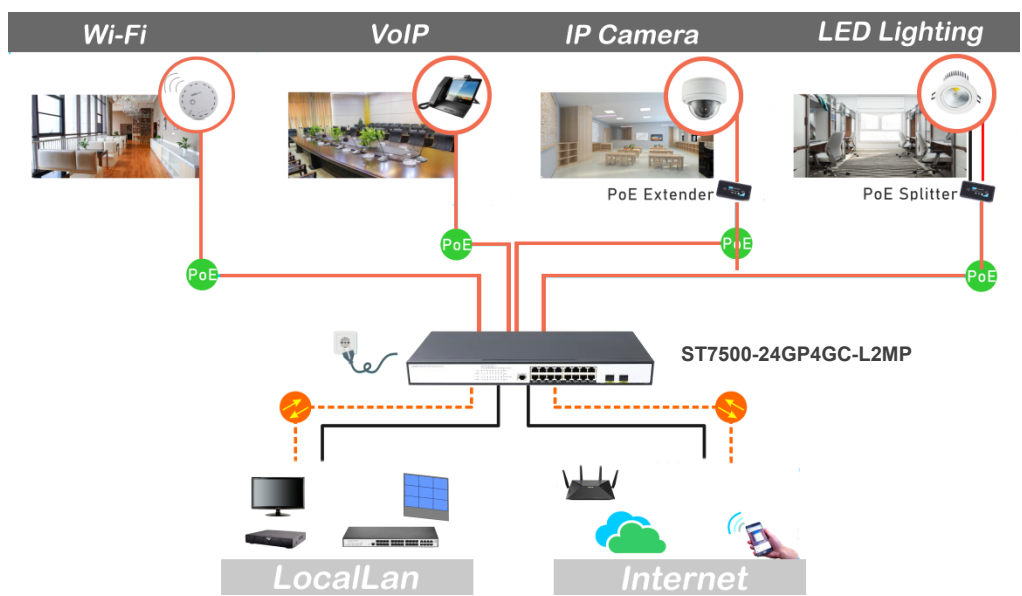 Wi-Fi
VoIP
IP Camera
LED Lighting
PoE Extender
PoE Splitter
PoE
PoE
PoE
PoE
ST7500-24GP4GC-L2MP
LocalLan
Internet